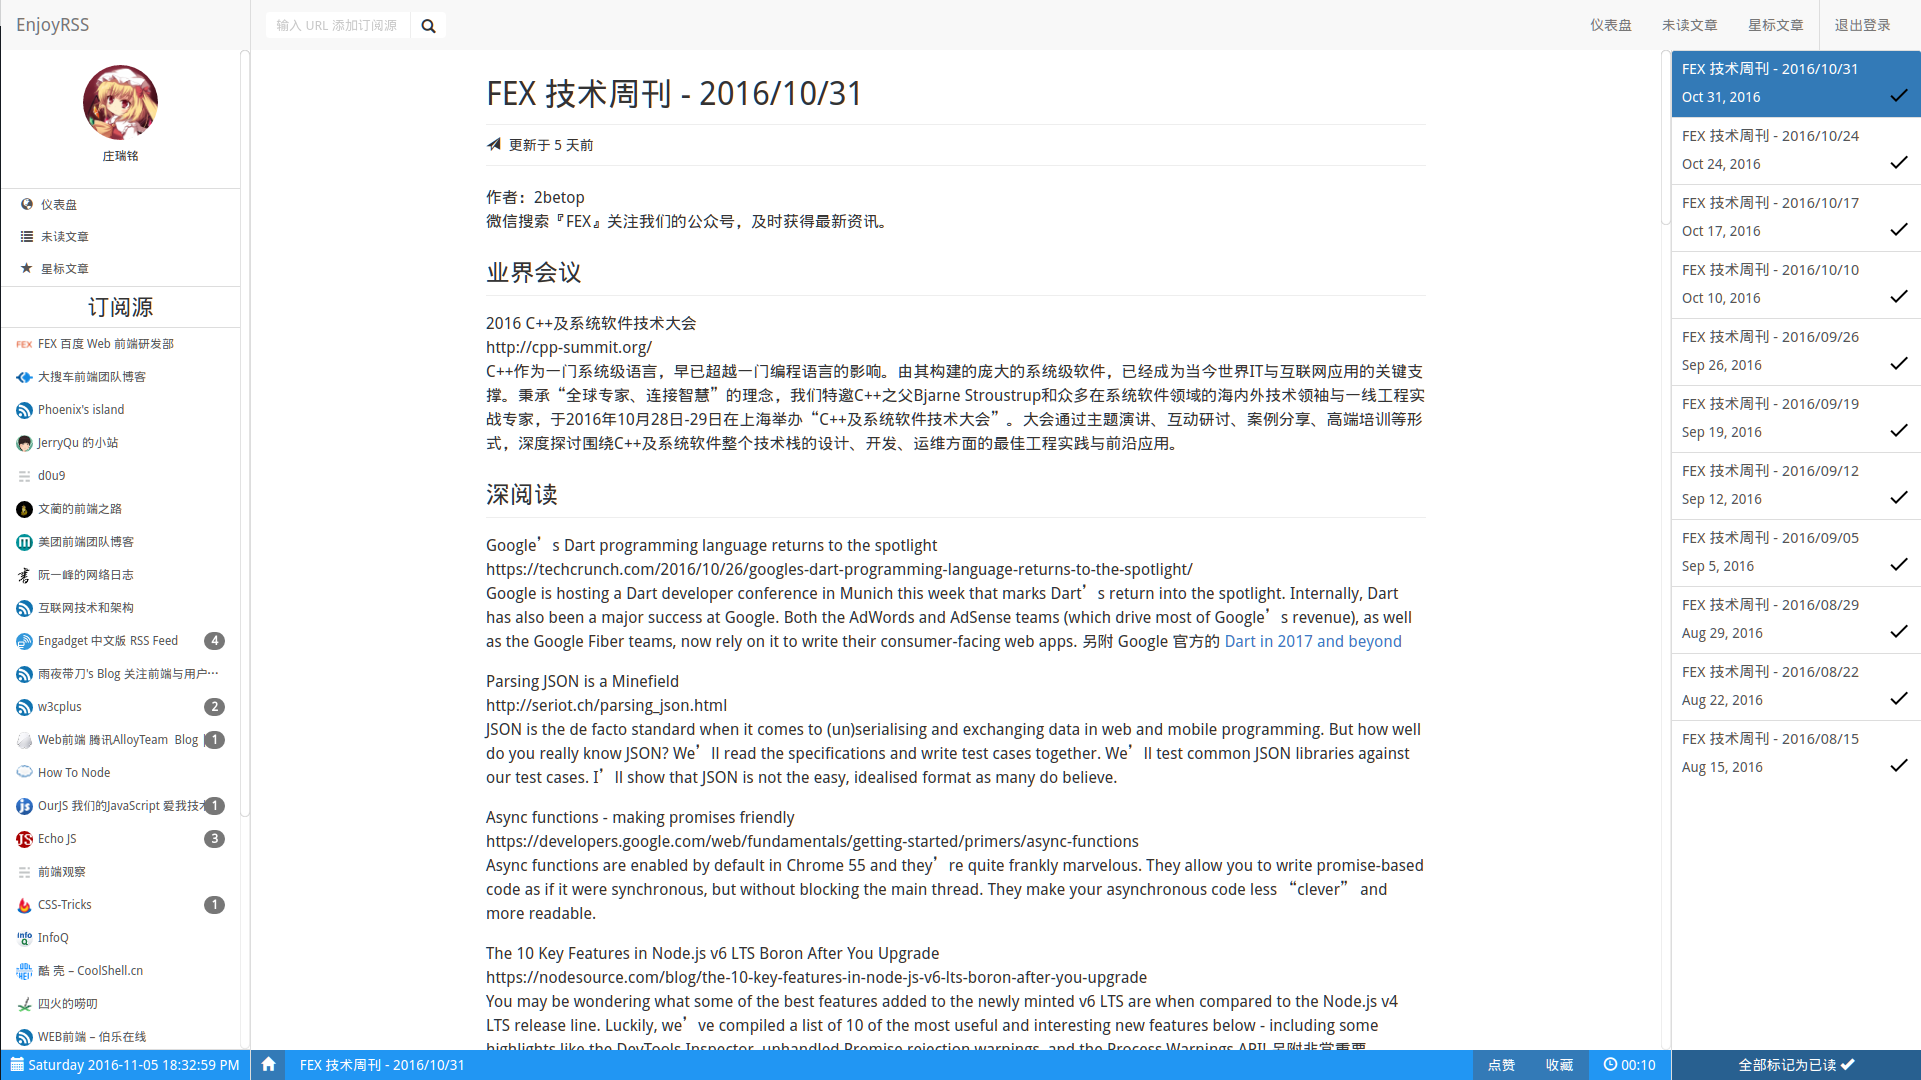 EnjoyRSS
输入 URL 添加订阅源
仪表盘
未读文章
星标文章
退出登录
庄瑞铭
仪表盘
未读文章
星标文章
订阅源
FEX 百度 Web 前端研发部
大搜车前端团队博客
Phoenix's island
JerryQu 的小站
d0u9
文蔺的前端之路
美团前端团队博客
阮一峰的网络日志
互联网技术和架构
Engadget 中文版 RSS Feed 4
雨夜带刀's Blog 关注前端与用户…
w3cplus 2
Web前端 腾讯AlloyTeam Blog | 1
How To Node
OurJS 我们的JavaScript 爱我技术 1
Echo JS 3
前端观察
CSS-Tricks 1
InfoQ
酷 壳 – CoolShell.cn
四火的唠叨
WEB前端 – 伯乐在线
Saturday 2016-11-05 18:32:59 PM
FEX 技术周刊 - 2016/10/31
更新于 5 天前
作者：2betop
微信搜索『FEX』关注我们的公众号，及时获得最新资讯。
业界会议
2016 C++及系统软件技术大会
http://cpp-summit.org/
C++作为一门系统级语言，早已超越一门编程语言的影响。由其构建的庞大的系统级软件，已经成为当今世界IT与互联网应用的关键支
撑。秉承“全球专家、连接智慧”的理念，我们特邀C++之父Bjarne Stroustrup和众多在系统软件领域的海内外技术领袖与一线工程实
战专家，于2016年10月28日-29日在上海举办“C++及系统软件技术大会”。大会通过主题演讲、互动研讨、案例分享、高端培训等形
式，深度探讨围绕C++及系统软件整个技术栈的设计、开发、运维方面的最佳工程实践与前沿应用。
深阅读
Google’s Dart programming language returns to the spotlight
https://techcrunch.com/2016/10/26/googles-dart-programming-language-returns-to-the-spotlight/
Google is hosting a Dart developer conference in Munich this week that marks Dart’s return into the spotlight. Internally, Dart
has also been a major success at Google. Both the AdWords and AdSense teams (which drive most of Google’s revenue), as well
as the Google Fiber teams, now rely on it to write their consumer-facing web apps. 另附 Google 官方的 Dart in 2017 and beyond
Parsing JSON is a Minefield
http://seriot.ch/parsing_json.html
JSON is the de facto standard when it comes to (un)serialising and exchanging data in web and mobile programming. But how well
do you really know JSON? We’ll read the specifications and write test cases together. We’ll test common JSON libraries against
our test cases. I’ll show that JSON is not the easy, idealised format as many do believe.
Async functions - making promises friendly
https://developers.google.com/web/fundamentals/getting-started/primers/async-functions
Async functions are enabled by default in Chrome 55 and they’re quite frankly marvelous. They allow you to write promise-based
code as if it were synchronous, but without blocking the main thread. They make your asynchronous code less “clever” and
more readable.
The 10 Key Features in Node.js v6 LTS Boron After You Upgrade
https://nodesource.com/blog/the-10-key-features-in-node-js-v6-lts-boron-after-you-upgrade
You may be wondering what some of the best features added to the newly minted v6 LTS are when compared to the Node.js v4
LTS release line. Luckily, we’ve compiled a list of 10 of the most useful and interesting new features below - including some
highlights like the DevTools Inspector, unhandled Promise rejection warnings, and the Process Warnings API! 另附非常重要
FEX 技术周刊 - 2016/10/31
点赞
收藏
00:10
FEX 技术周刊 - 2016/10/31
Oct 31, 2016
FEX 技术周刊 - 2016/10/24
Oct 24, 2016
FEX 技术周刊 - 2016/10/17
Oct 17, 2016
FEX 技术周刊 - 2016/10/10
Oct 10, 2016
FEX 技术周刊 - 2016/09/26
Sep 26, 2016
FEX 技术周刊 - 2016/09/19
Sep 19, 2016
FEX 技术周刊 - 2016/09/12
Sep 12, 2016
FEX 技术周刊 - 2016/09/05
Sep 5, 2016
FEX 技术周刊 - 2016/08/29
Aug 29, 2016
FEX 技术周刊 - 2016/08/22
Aug 22, 2016
FEX 技术周刊 - 2016/08/15
Aug 15, 2016
全部标记为已读